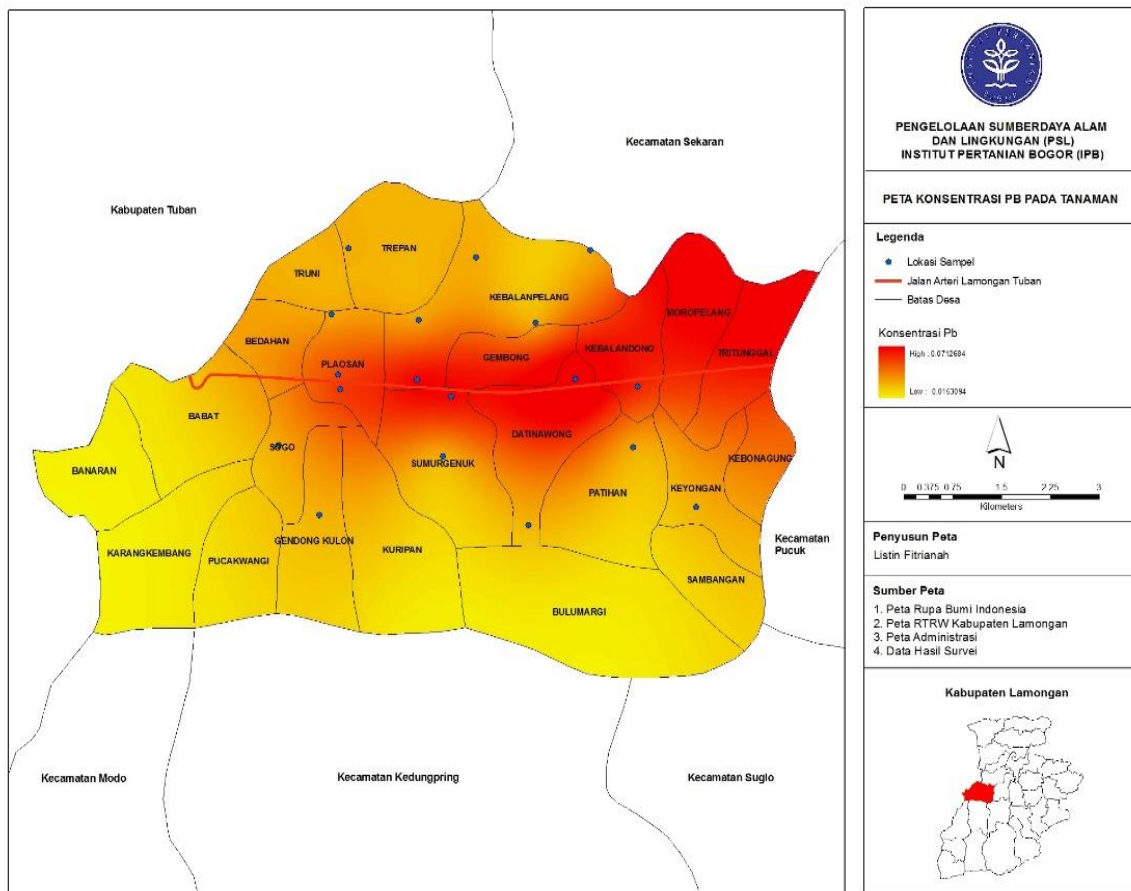 Kecamatan Sekaran
Kabupaten Tuban
TREPAN
TRUNI
KEBALANPELANG
MOROPELANG
BEDAHAN
KEBALANDONO
GEMBONG
TRITUNGGAL
PLAOSAN
BABAT
DATINAWONG
SUMURGENUK
KEBONAGUNG
BANARAN
PATIHAN
KEYONGAN
GENDONG KULON
KURIPAN
KARANGKEMBANG
PUCAKWANGI
Kecamatan
Pucuk
SAMBANGAN
BULUMARGI
Kecamatan Modo
Kecamatan Kedungpring
Kecamatan Suglo
INSTITUT PERTANIAN
BOGOR
PENGELOLAAN SUMBERDAYA ALAM
DAN LINGKUNGAN (PSL)
INSTITUT PERTANIAN BOGOR (IPB)
PETA KONSENTRASI PB PADA TANAMAN
Legenda
Lokasi Sampel
Jalan Arteri Lamongan Tuban
Batas Desa
Konsentrasi Pb
High : 0.0712684
Low : 0.0163094
N
0 0.375 0.75 1.5 2.25 3
Kilometers
Penyusun Peta
Listin Fitrianah
Sumber Peta
1. Peta Rupa Bumi Indonesia
2. Peta RTRW Kabupaten Lamongan
3. Peta Administrasi
4. Data Hasil Survei
Kabupaten Lamongan